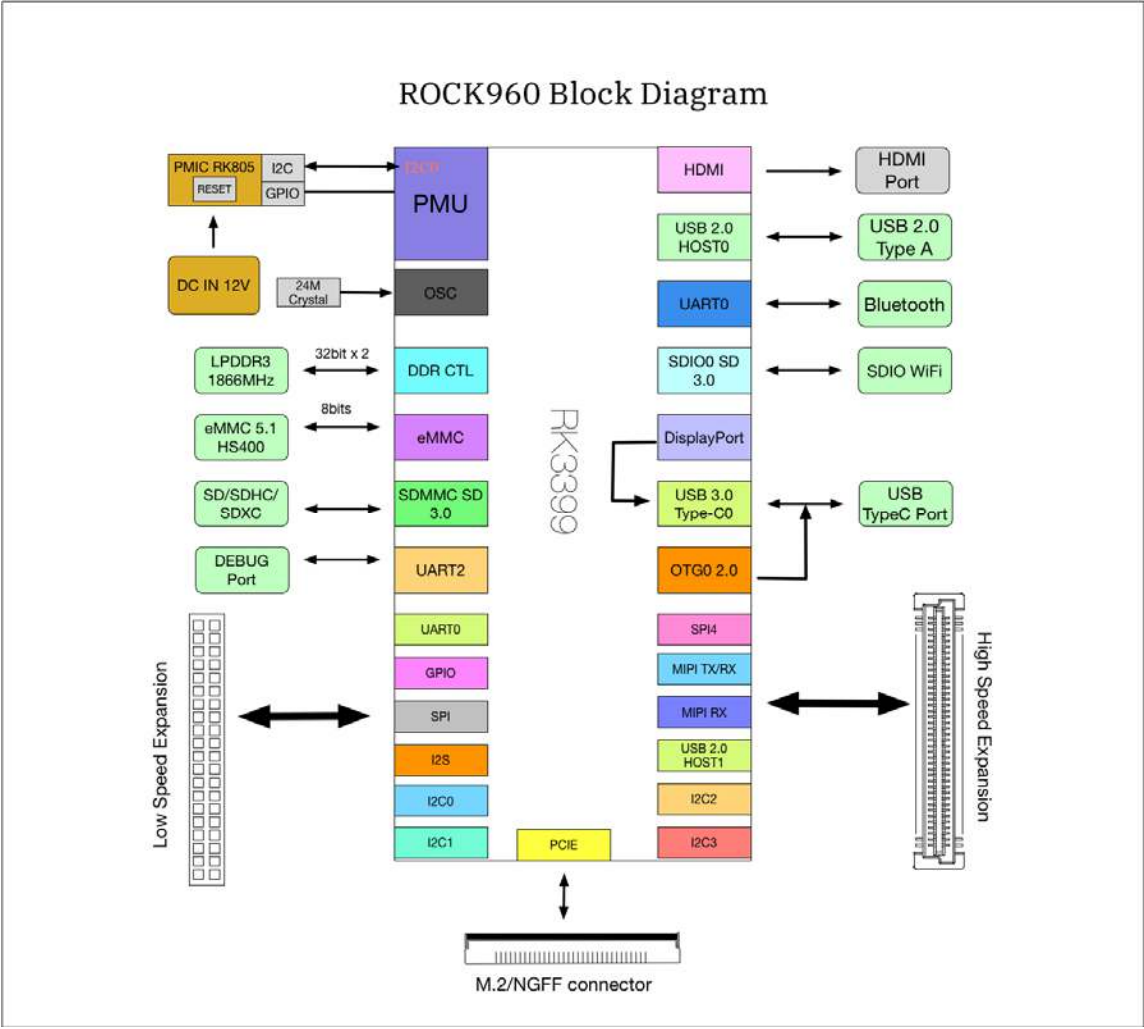 ROCK960 Block Diagram
PMIC RK805
RESET
I2C
GPIO
I2C0
PMU
DC IN 12V
24M
Crystal
OSC
LPDDR3
1866MHz
32bit x 2
DDR CTL
eMMC 5.1
HS400
8bits
eMMC
SD/SDHC/
SDXC
SDMMC SD
3.0
DEBUG
Port
UART2
UART0
GPIO
SPI
I2S
I2C0
I2C1
Low Speed Expansion
RK3399
PCIE
M.2/NGFF connector
HDMI
HDMI
Port
USB 2.0
HOST0
USB 2.0
Type A
UART0
Bluetooth
SDIO0 SD
3.0
SDIO WiFi
DisplayPort
USB 3.0
Type-C0
USB
TypeC Port
OTG0 2.0
SPI4
MIPI TX/RX
MIPI RX
USB 2.0
HOST1
I2C2
I2C3
High Speed Expansion